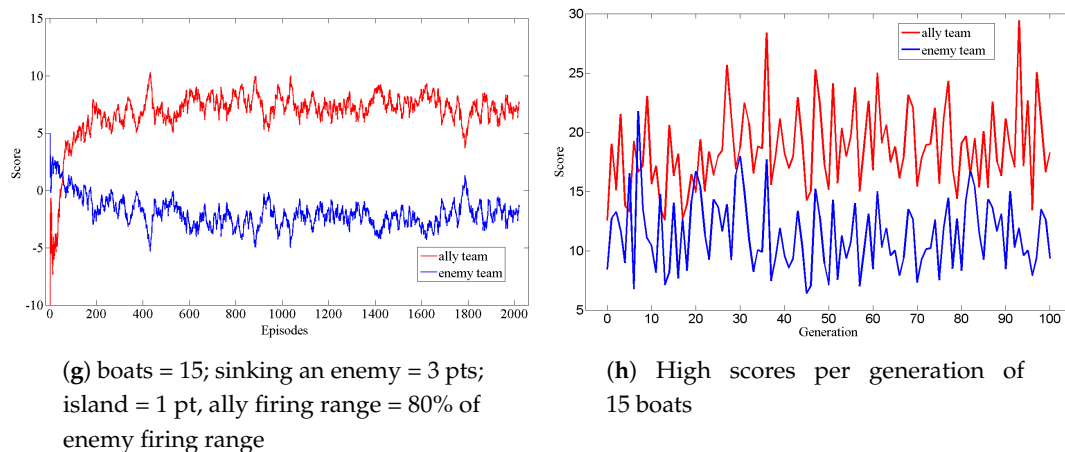 15
10
5
0
-5
-10
Score
0 200 400 600 800 1000 1200 1400 1600 1800 2000
Episodes
ally team
enemy team
(g) boats = 15; sinking an enemy = 3 pts;
island = 1 pt, ally firing range = 80% of
enemy firing range
30
25
20
15
10
5
Score
0 10 20 30 40 50 60 70 80 90 100
Generation
ally team
enemy team
(h) High scores per generation of
15 boats